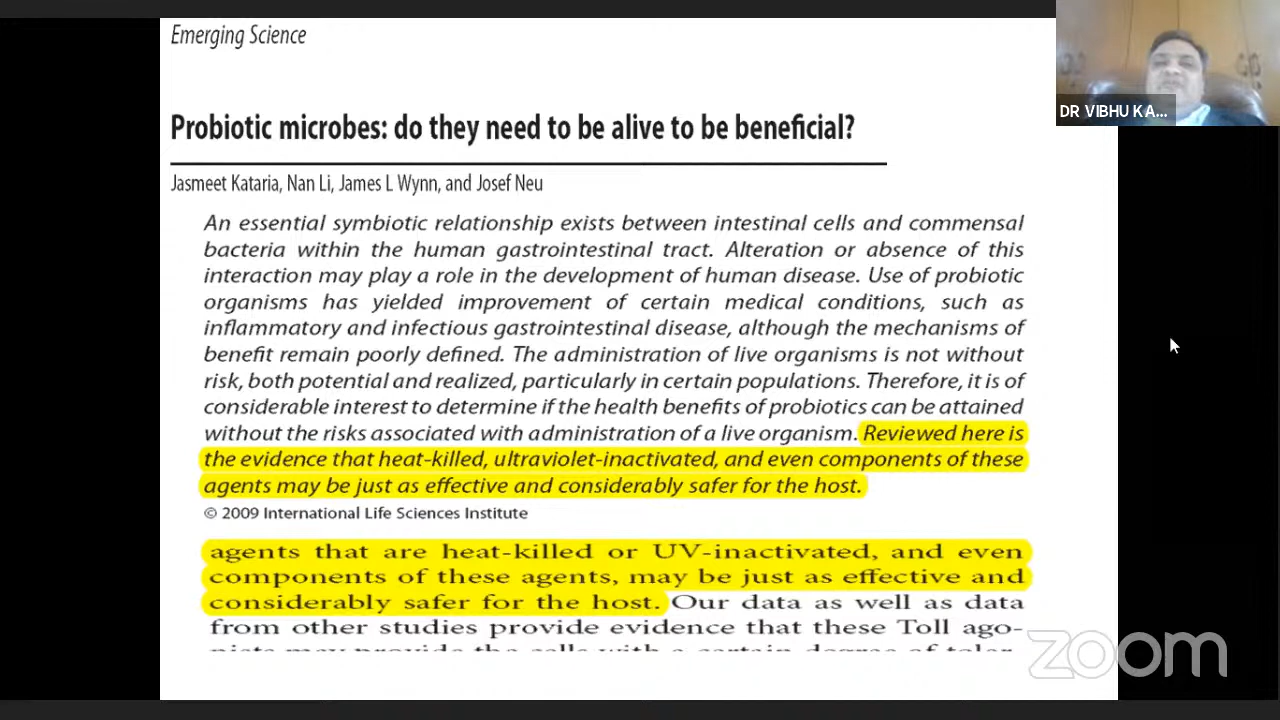 Emerging Science
DR VIBHU KA...
Probiotic microbes: do they need to be alive to be beneficial?
Jasmeet Kataria, Nan Li, James L Wynn, and Josef Neu
An essential symbiotic relationship exists between intestinal cells and commensal
bacteria within the human gastrointestinal tract. Alteration or absence of this
interaction may play a role in the development of human disease. Use of probiotic
organisms has yielded improvement of certain medical conditions, such as
inflammatory and infectious gastrointestinal disease, although the mechanisms of
benefit remain poorly defined. The administration of live organisms is not without
risk, both potential and realized, particularly in certain populations. Therefore, it is of
considerable interest to determine if the health benefits of probiotics can be attained
without the risks associated with administration of a live organism. Reviewed here is
the evidence that heat-killed, ultraviolet-inactivated, and even components of these
agents may be just as effective and considerably safer for the host.
© 2009 International Life Sciences Institute
agents that are heat-killed or UV-inactivated, and even
components of these agents, may be just as effective and
considerably safer for the host. Our data as well as data
from other studies provide evidence that these Toll ago-
zoom